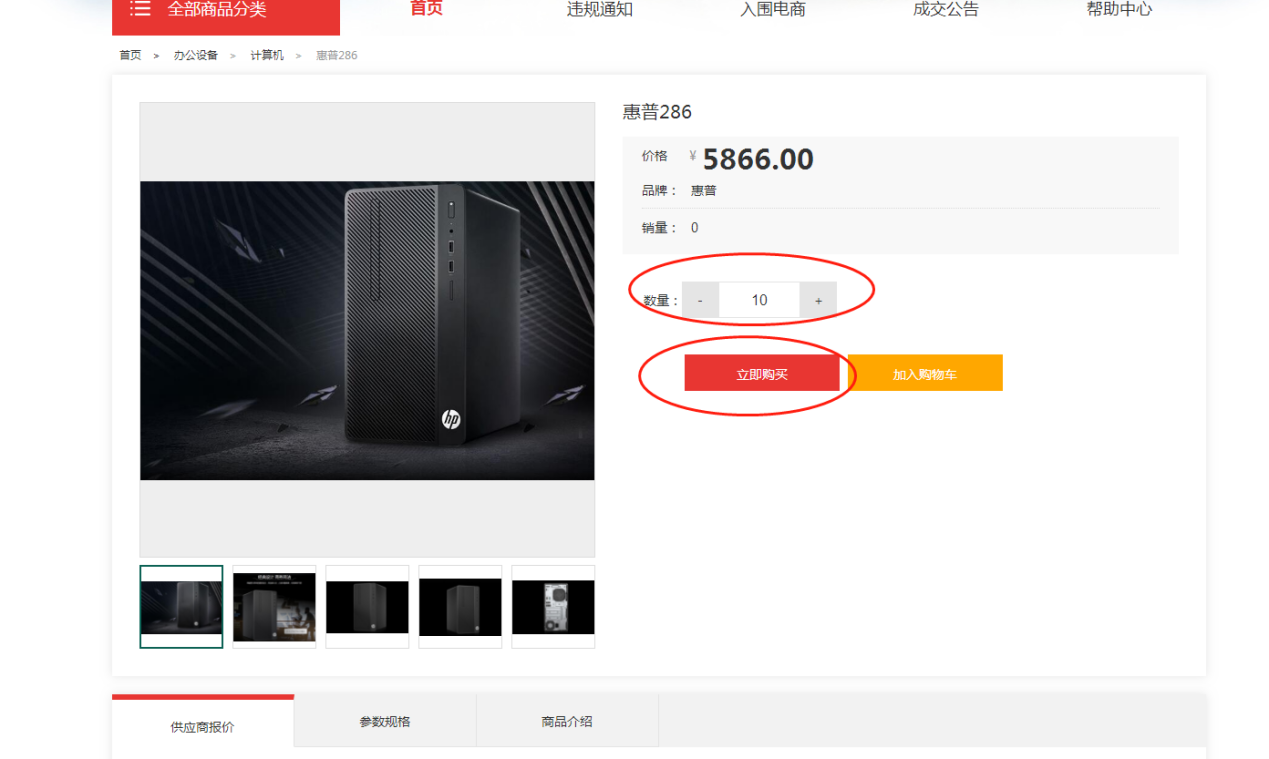 全部商品分类
首页 违规通知 入围电商 成交公告 帮助中心
首页 > 办公设备 > 计算机 > 惠普286
惠普286
价格 ¥ 5866.00
品牌： 惠普
销量： 0
数量： - 10 +
立即购买 加入购物车
hp
供应商报价 参数规格 商品介绍